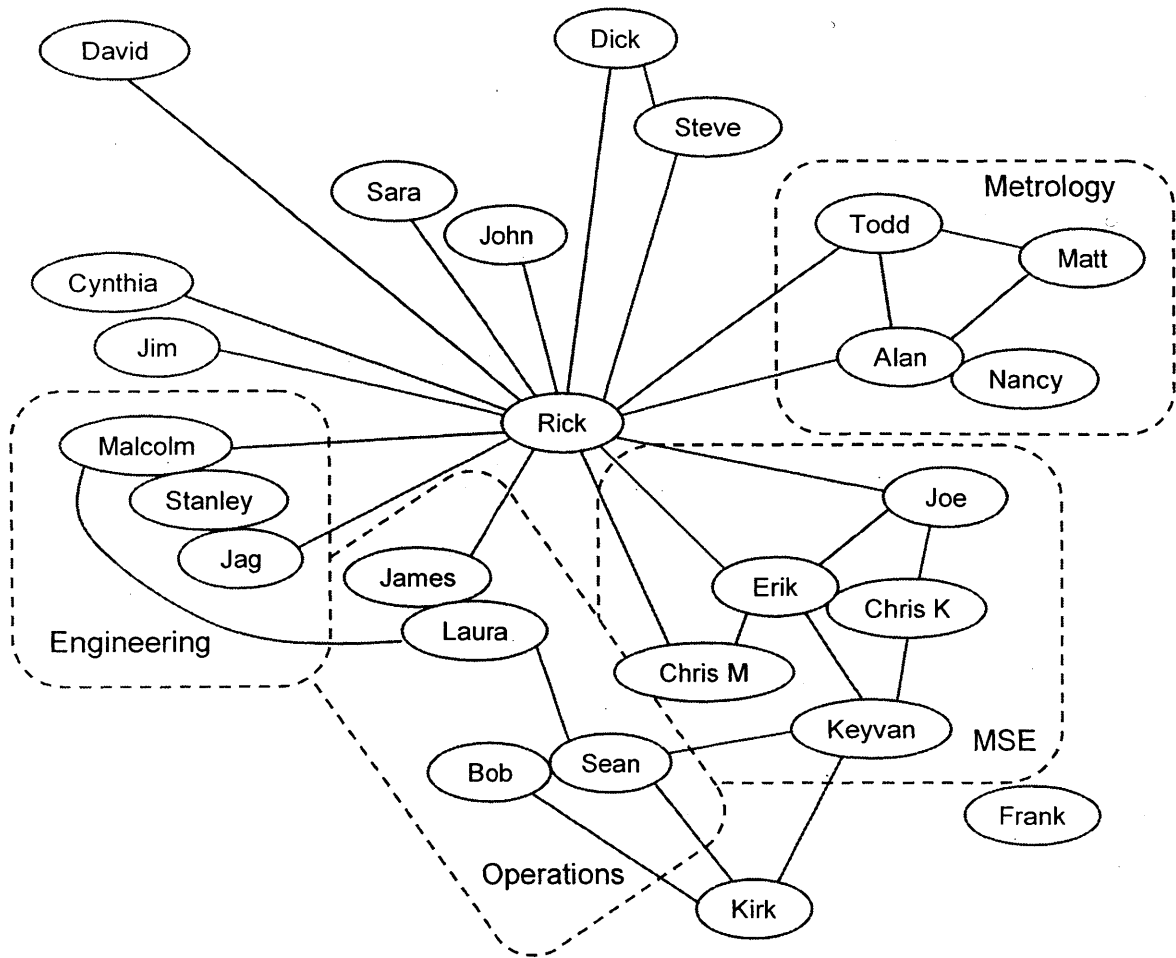 David
Dick
Steve
Sara
John
Metrology
Todd
Matt
Cynthia
Jim
Alan
Nancy
Rick
Malcolm
Stanley
Jag
Engineering
James
Laura
Joe
Erik
Chris K
Chris M
Keyvan
MSE
Bob
Sean
Frank
Operations
Kirk